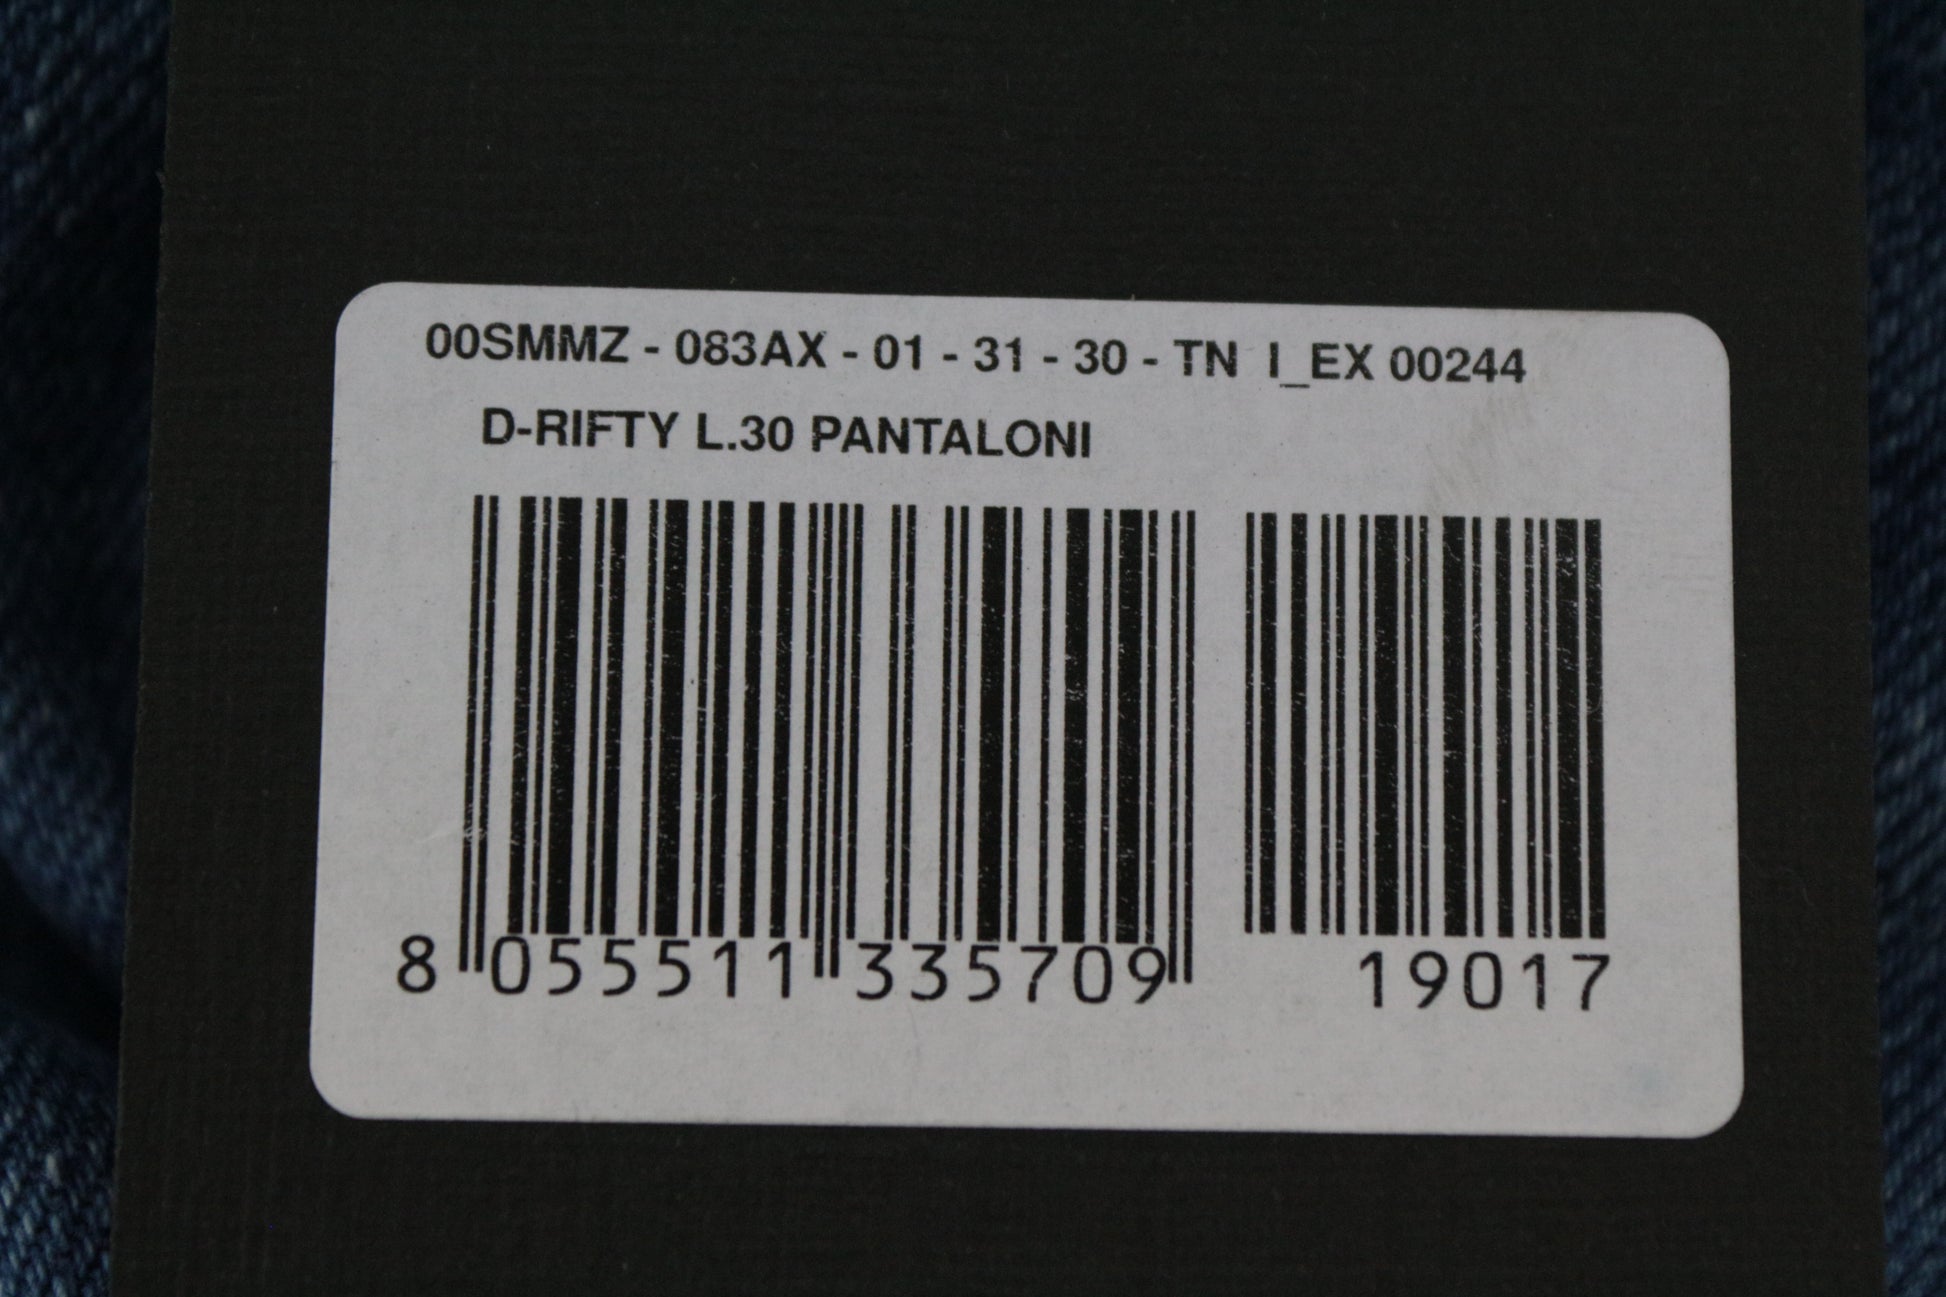 00SMMZ - 083AX - 01 - 31 - 30 - TN I_EX 00244
D-RIFTY L.30 PANTALONI
8 055511 335709 19017